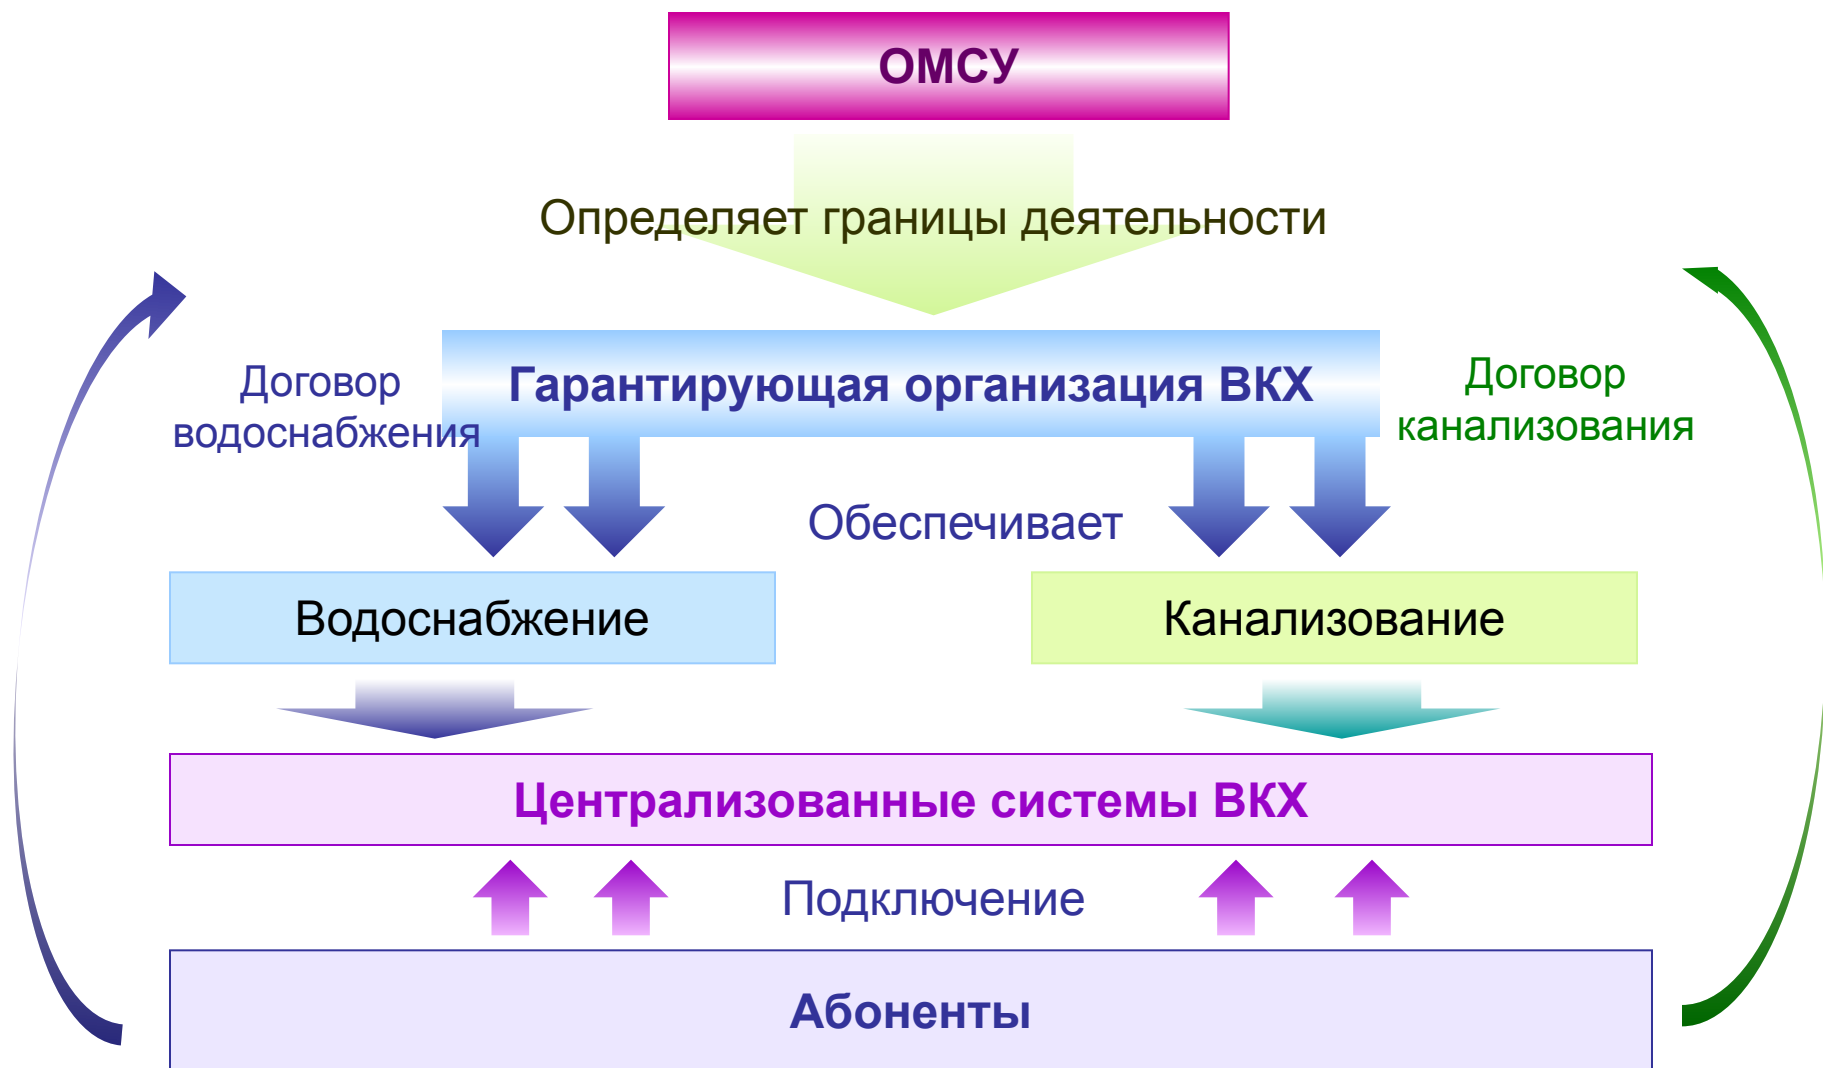 ОМСУ
Определяет границы деятельности
Договор
водоснабжения
Гарантирующая организация ВКХ
Договор
канализования
Обеспечивает
Водоснабжение
Канализование
Централизованные системы ВКХ
Подключение
Абоненты